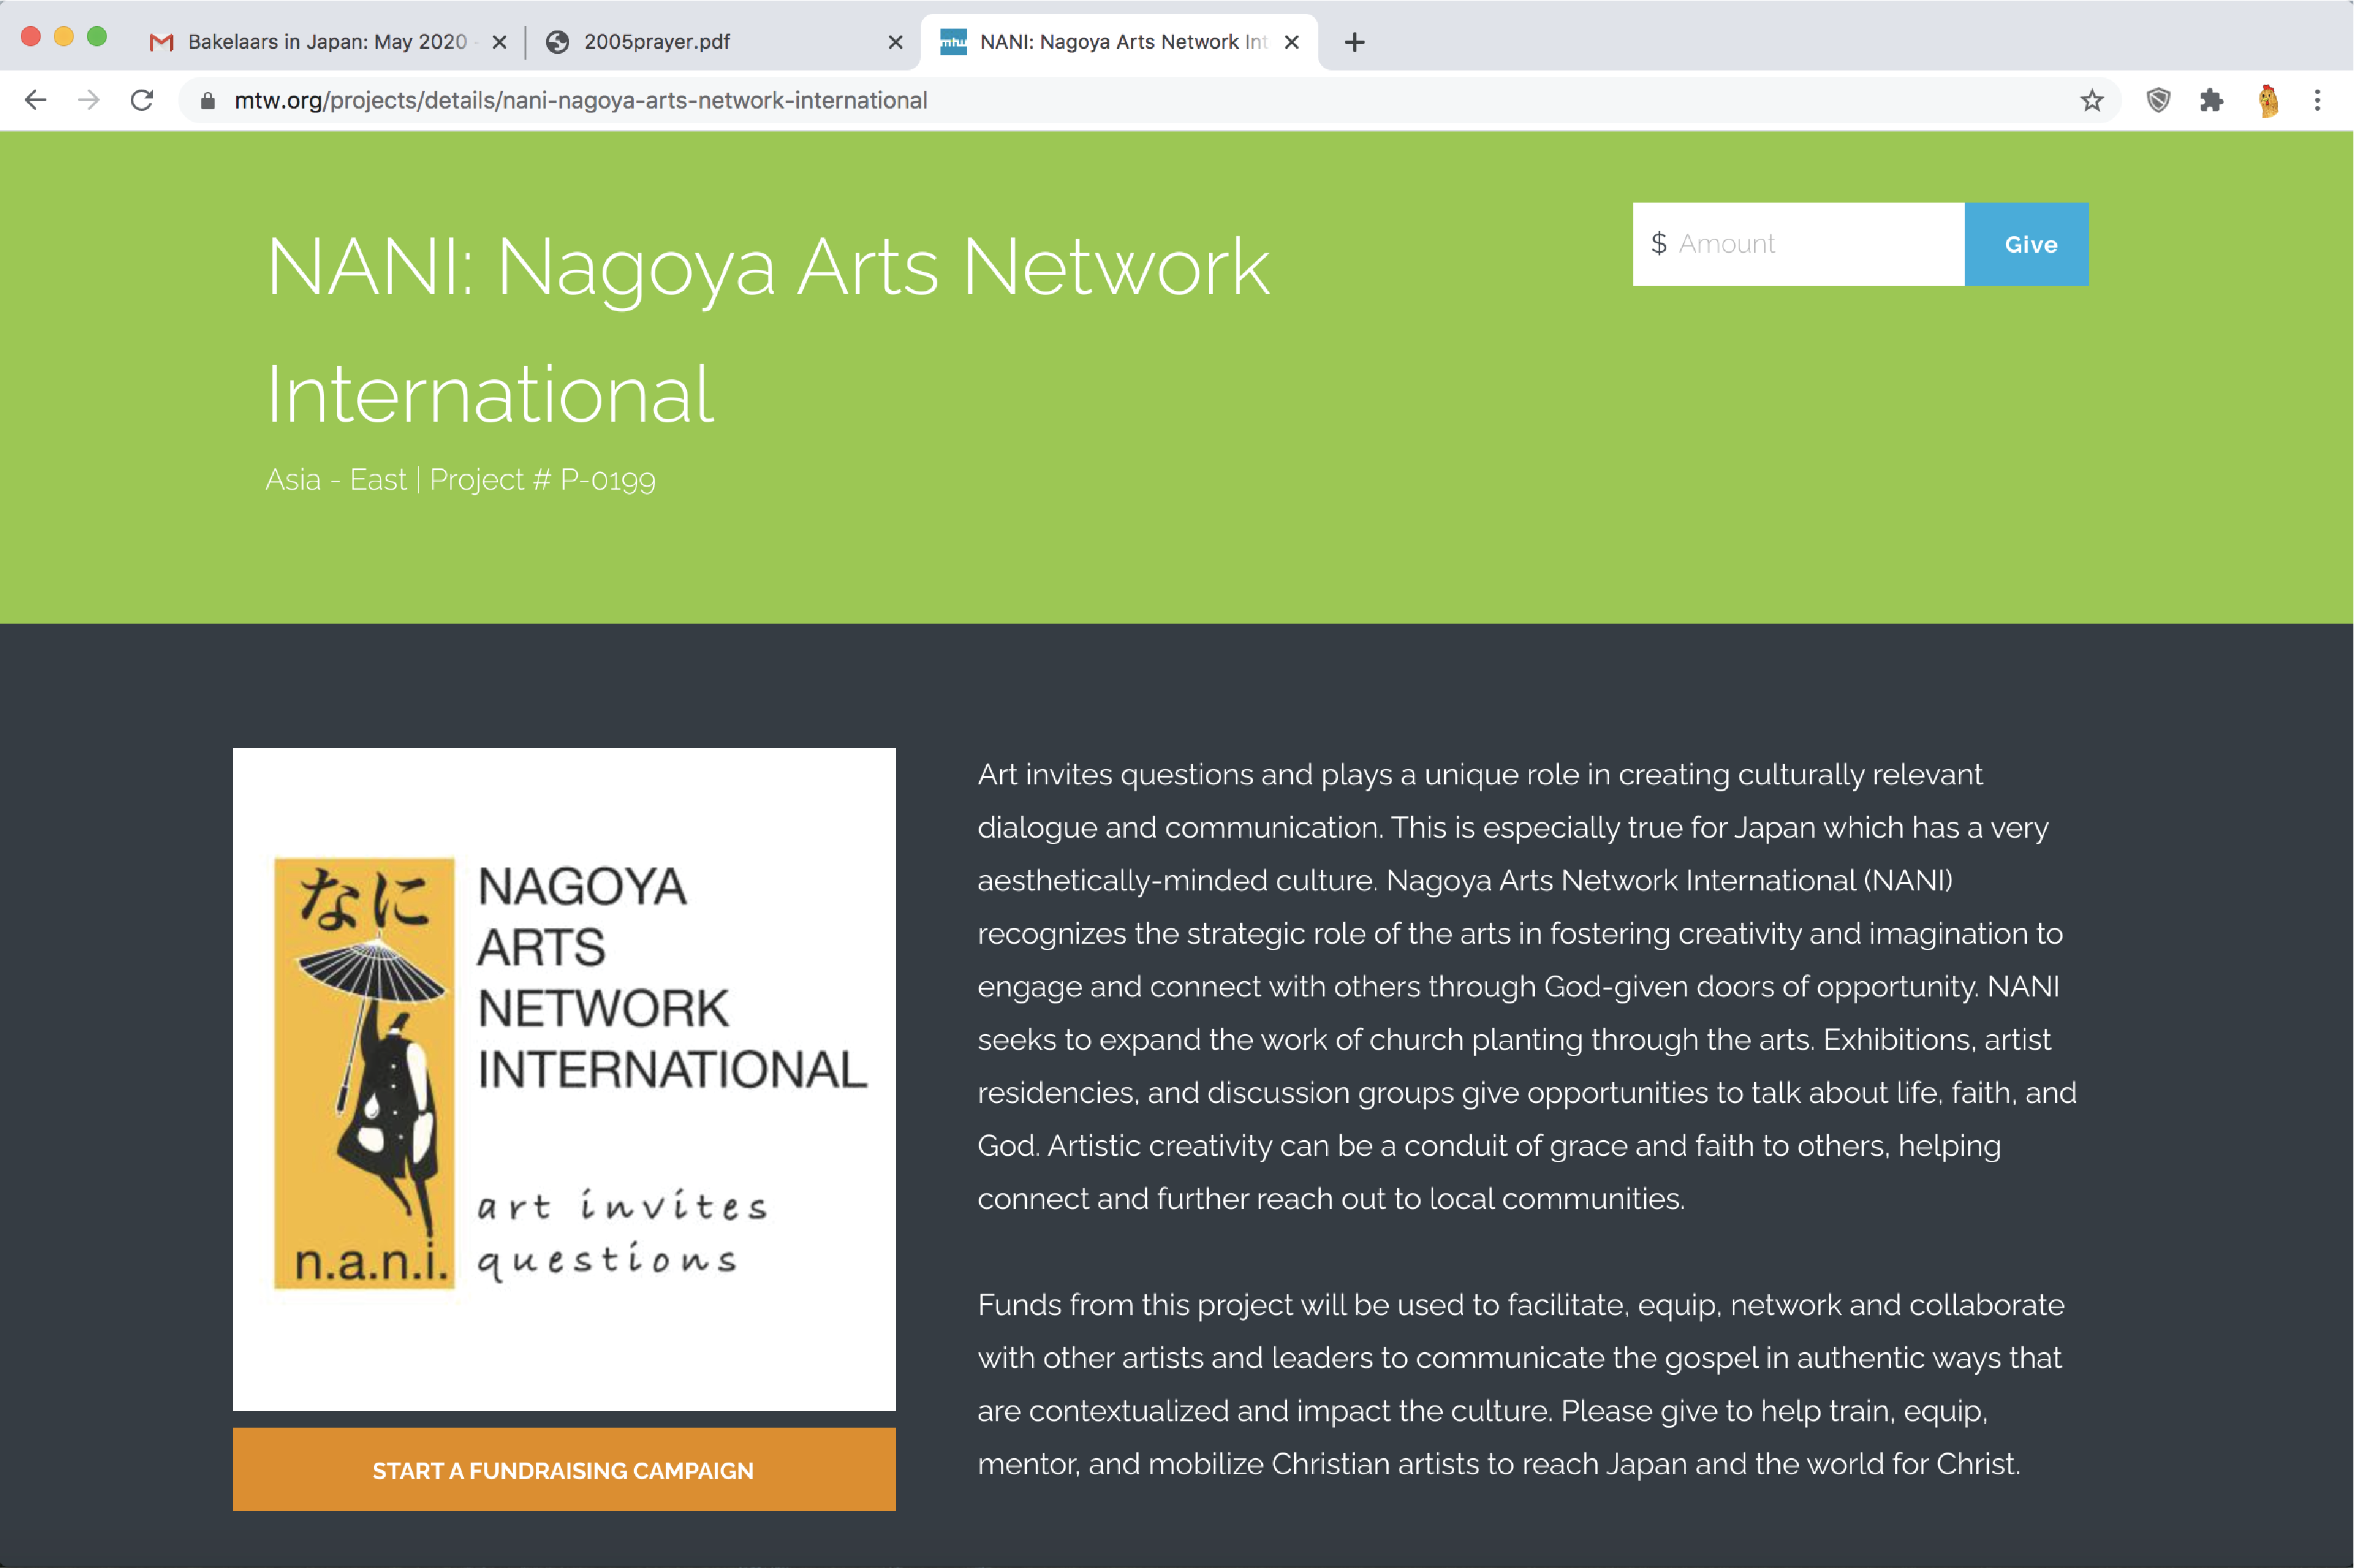 Bakelaars in Japan: May 2020
2005prayer.pdf
mtw
NANI: Nagoya Arts Network Int
mtw.org/projects/details/nani-nagoya-arts-network-international
NANI: Nagoya Arts Network
International
Asia - East | Project # P-0199
$ Amount
Give
なに
n.a.n.i.
NAGOYA
ARTS
NETWORK
INTERNATIONAL
art invites
questions
START A FUNDRAISING CAMPAIGN
Art invites questions and plays a unique role in creating culturally relevant
dialogue and communication. This is especially true for Japan which has a very
aesthetically-minded culture. Nagoya Arts Network International (NANI)
recognizes the strategic role of the arts in fostering creativity and imagination to
engage and connect with others through God-given doors of opportunity. NANI
seeks to expand the work of church planting through the arts. Exhibitions, artist
residencies, and discussion groups give opportunities to talk about life, faith, and
God. Artistic creativity can be a conduit of grace and faith to others, helping
connect and further reach out to local communities.
Funds from this project will be used to facilitate, equip, network and collaborate
with other artists and leaders to communicate the gospel in authentic ways that
are contextualized and impact the culture. Please give to help train, equip,
mentor, and mobilize Christian artists to reach Japan and the world for Christ.